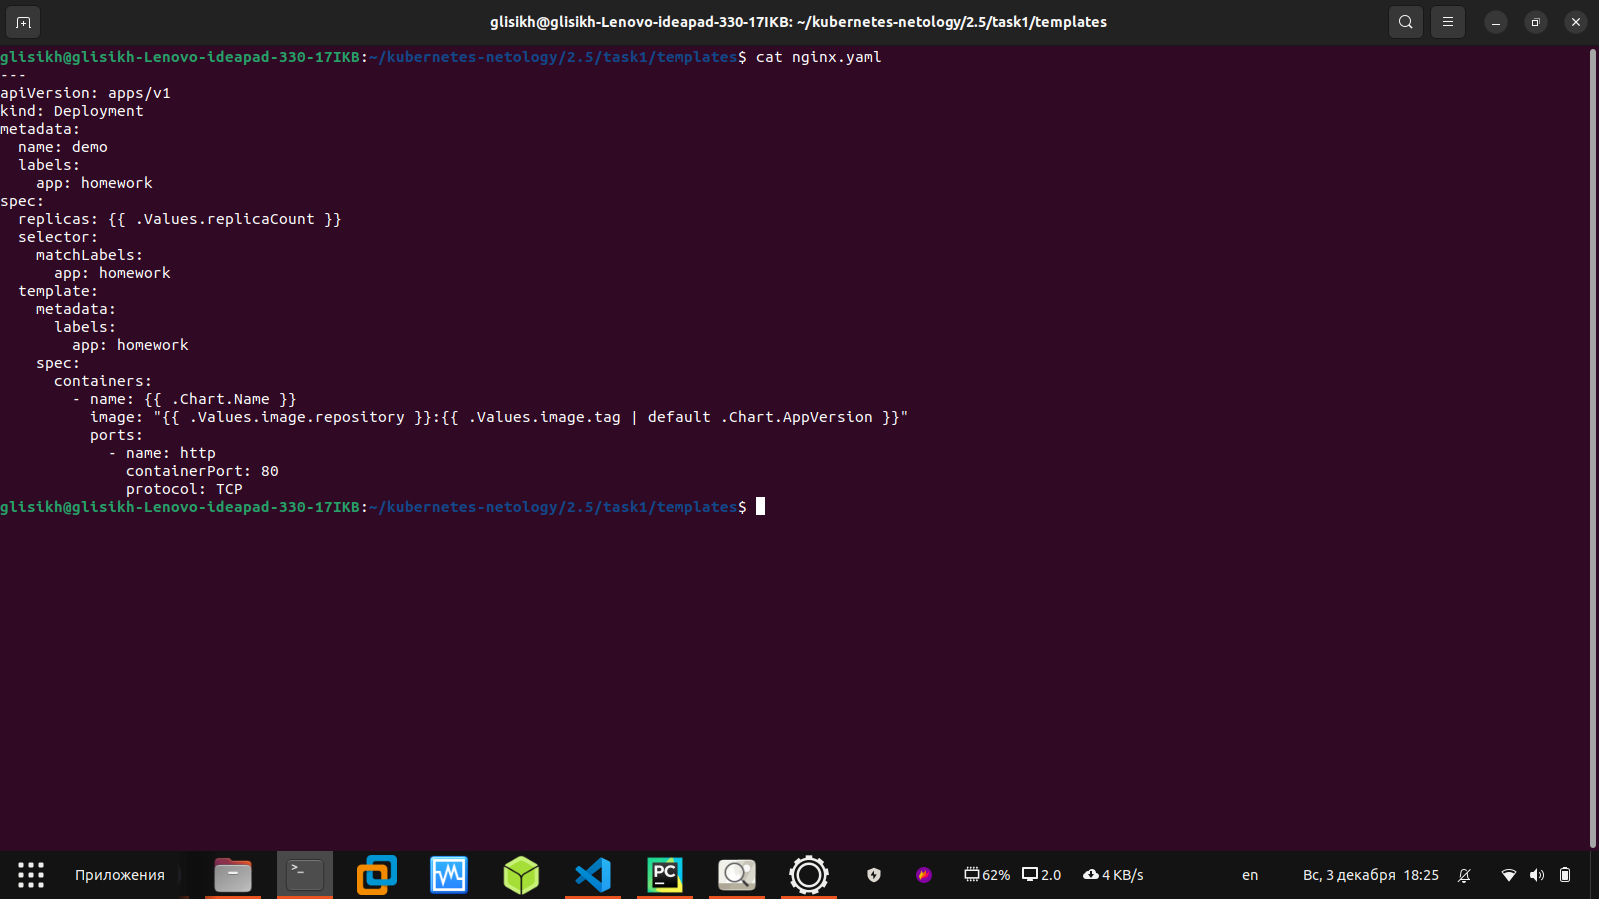 glisikh@glisikh-Lenovo-ideapad-330-17IKB: ~/kubernetes-netology/2.5/task1/templates
glisikh@glisikh-Lenovo-ideapad-330-17IKB:~/kubernetes-netology/2.5/task1/templates$ cat nginx.yaml
---
apiVersion: apps/v1
kind: Deployment
metadata:
  name: demo
  labels:
    app: homework
spec:
  replicas: {{ .Values.replicaCount }}
  selector:
    matchLabels:
      app: homework
  template:
    metadata:
      labels:
        app: homework
    spec:
      containers:
        - name: {{ .Chart.Name }}
          image: "{{ .Values.image.repository }}:{{ .Values.image.tag | default .Chart.AppVersion }}"
          ports:
            - name: http
              containerPort: 80
              protocol: TCP
glisikh@glisikh-Lenovo-ideapad-330-17IKB:~/kubernetes-netology/2.5/task1/templates$
Приложения >_ PC 62% 2.0 4 KB/s en Вс, 3 декабря 18:25